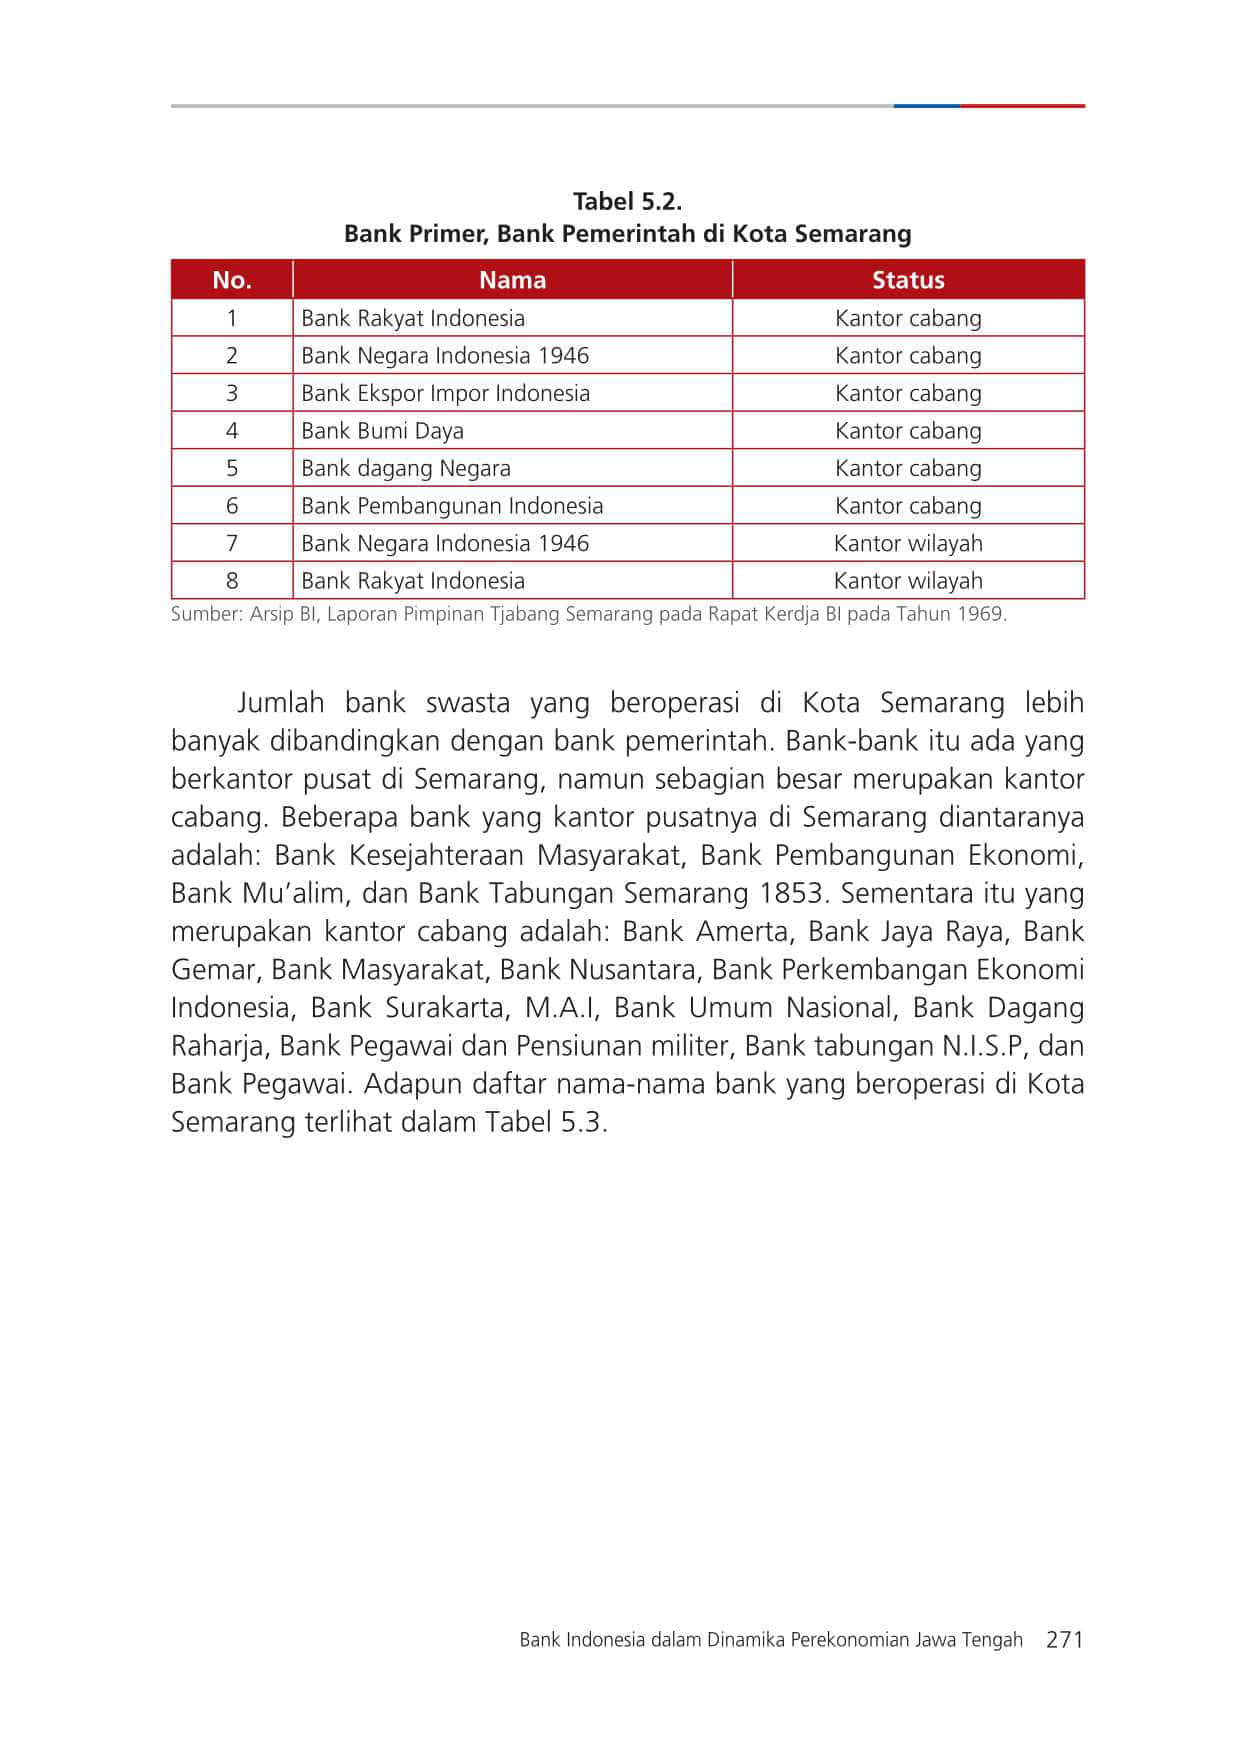 Tabel 5.2.
Bank Primer, Bank Pemerintah di Kota Semarang
No. Nama Status
1 Bank Rakyat Indonesia Kantor cabang
2 Bank Negara Indonesia 1946 Kantor cabang
3 Bank Ekspor Impor Indonesia Kantor cabang
4 Bank Bumi Daya Kantor cabang
5 Bank dagang Negara Kantor cabang
6 Bank Pembangunan Indonesia Kantor cabang
7 Bank Negara Indonesia 1946 Kantor wilayah
8 Bank Rakyat Indonesia Kantor wilayah
Sumber: Arsip BI, Laporan Pimpinan Tjabang Semarang pada Rapat Kerdja BI pada Tahun 1969.
Jumlah bank swasta yang beroperasi di Kota Semarang lebih
banyak dibandingkan dengan bank pemerintah. Bank-bank itu ada yang
berkantor pusat di Semarang, namun sebagian besar merupakan kantor
cabang. Beberapa bank yang kantor pusatnya di Semarang diantaranya
adalah: Bank Kesejahteraan Masyarakat, Bank Pembangunan Ekonomi,
Bank Mu’alim, dan Bank Tabungan Semarang 1853. Sementara itu yang
merupakan kantor cabang adalah: Bank Amerta, Bank Jaya Raya, Bank
Gemar, Bank Masyarakat, Bank Nusantara, Bank Perkembangan Ekonomi
Indonesia, Bank Surakarta, M.A.I, Bank Umum Nasional, Bank Dagang
Raharja, Bank Pegawai dan Pensiunan militer, Bank tabungan N.I.S.P, dan
Bank Pegawai. Adapun daftar nama-nama bank yang beroperasi di Kota
Semarang terlihat dalam Tabel 5.3.
Bank Indonesia dalam Dinamika Perekonomian Jawa Tengah 271